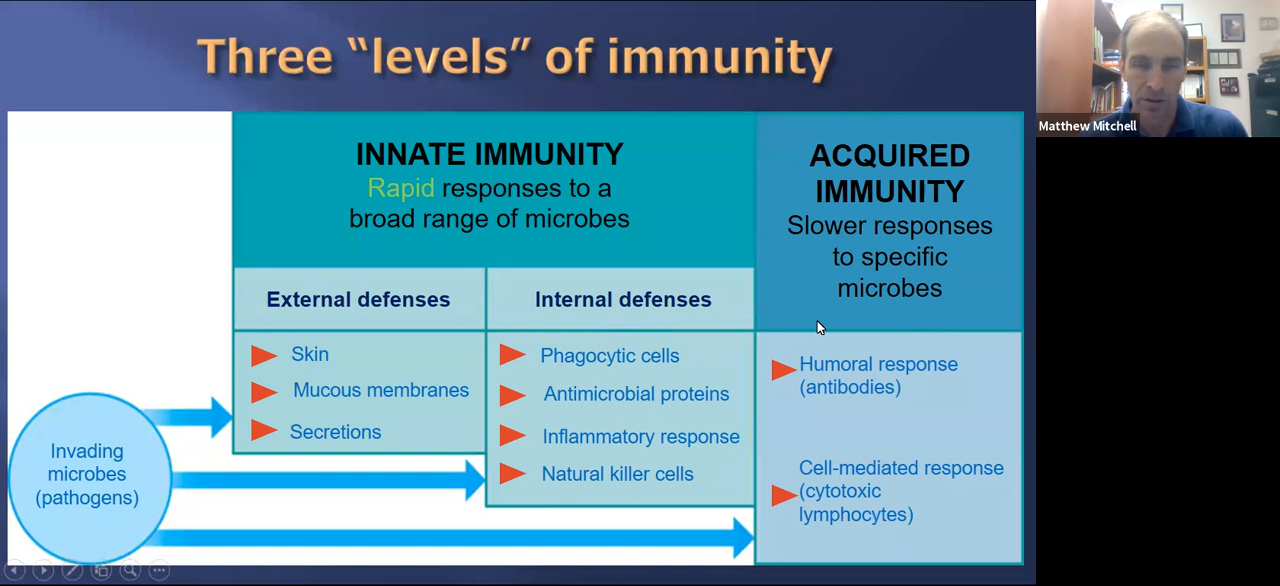 Three “levels” of immunity
Matthew Mitchell
INNATE IMMUNITY
Rapid responses to a
broad range of microbes
ACQUIRED
IMMUNITY
Slower responses
to specific
microbes
External defenses
Internal defenses
Skin
Mucous membranes
Secretions
Phagocytic cells
Antimicrobial proteins
Inflammatory response
Natural killer cells
Humoral response
(antibodies)
Cell-mediated response
(cytotoxic
lymphocytes)
Invading
microbes
(pathogens)